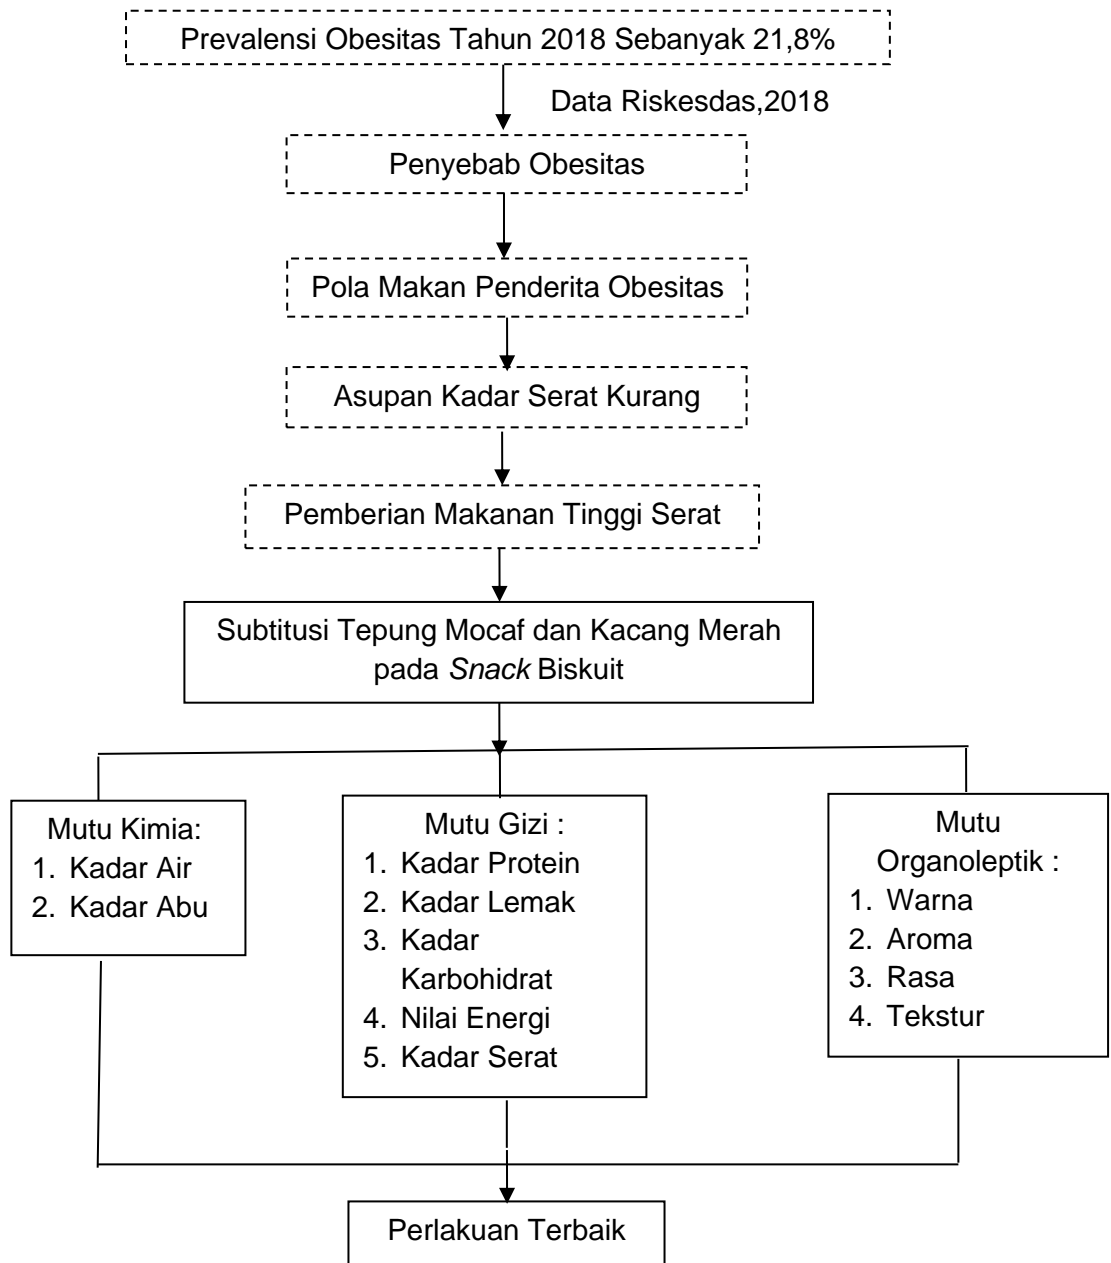 Prevalensi Obesitas Tahun 2018 Sebanyak 21,8%
Data Riskesdas,2018
Penyebab Obesitas
Pola Makan Penderita Obesitas
Asupan Kadar Serat Kurang
Pemberian Makanan Tinggi Serat
Subtitusi Tepung Mocaf dan Kacang Merah
pada Snack Biskuit
Mutu Kimia:
1. Kadar Air
2. Kadar Abu
Mutu Gizi :
1. Kadar Protein
2. Kadar Lemak
3. Kadar
Karbohidrat
4. Nilai Energi
5. Kadar Serat
Mutu
Organoleptik :
1. Warna
2. Aroma
3. Rasa
4. Tekstur
Perlakuan Terbaik